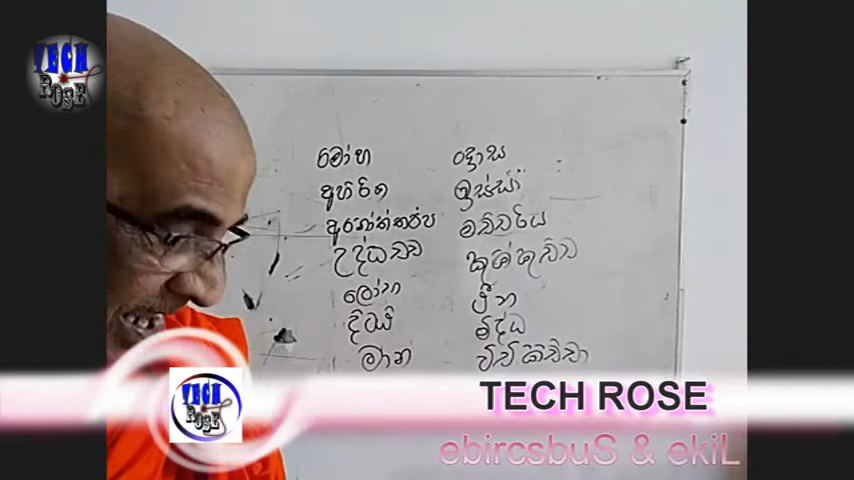 TECH
ROSE
මෝහ දොස
අහිරික ඉස්සා
අනොත්තප්ප මච්ඡරිය
උද්ධච්ච කුක්කුච්ච
ලෝභ ථීන
දිට්ඨි මිද්ධ
මාන විචිකිච්ඡා
TECH
ROSE
TECH ROSE
ebircsbuS & ekiL